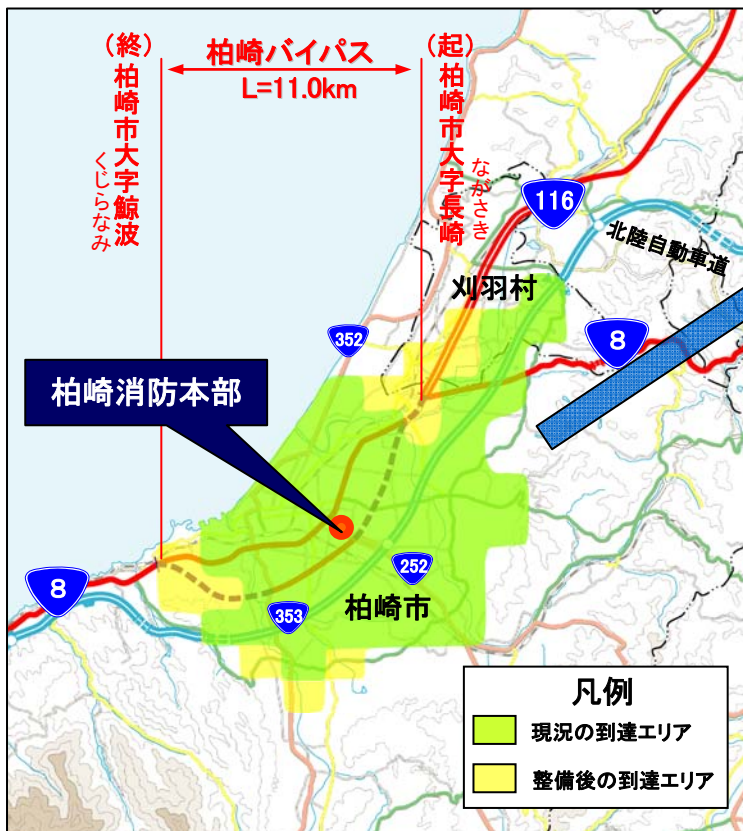 (終)柏崎市大字鯨波
くじらなみ
柏崎バイパス
L=11.0km
(起)柏崎市大字長崎
ながさき
116
北陸自動車道
刈羽村
352
8
柏崎消防本部
8
252
353
柏崎市
凡例
現況の到達エリア
整備後の到達エリア